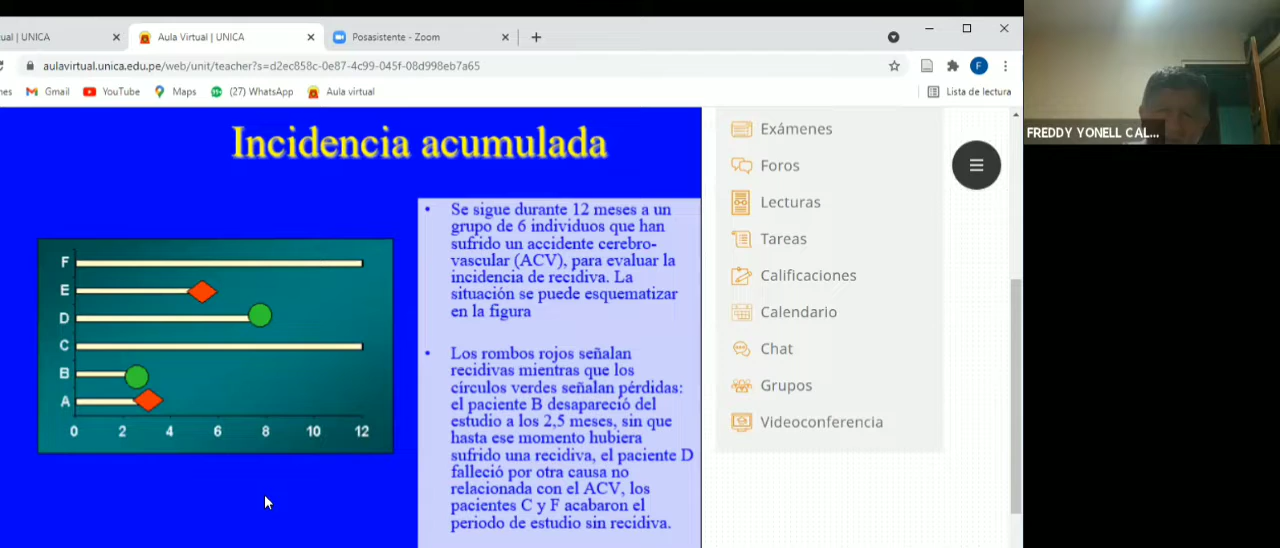 ual | UNICA
Aula Virtual | UNICA
Posasistente - Zoom
aulavirtual.unica.edu.pe/web/unit/teacher?s=d2ec858c-0e87-4c99-045f-08d998eb7a65
F
nes
Gmail
YouTube
Maps
(27) WhatsApp
Aula virtual
Lista de lectura
FREDDY YONELL CAL...
Incidencia acumulada
• Se sigue durante 12 meses a un
grupo de 6 individuos que han
sufrido un accidente cerebro-
vascular (ACV), para evaluar la
incidencia de recidiva. La
situación se puede esquematizar
en la figura
• Los rombos rojos señalan
recidivas mientras que los
círculos verdes señalan pérdidas:
el paciente B desapareció del
estudio a los 2,5 meses, sin que
hasta ese momento hubiera
sufrido una recidiva, el paciente D
falleció por otra causa no
relacionada con el ACV, los
pacientes C y F acabaron el
periodo de estudio sin recidiva.
F
E
D
C
B
A
0 2 4 6 8 10 12
Exámenes
Foros
Lecturas
Tareas
Calificaciones
Calendario
Chat
Grupos
Videoconferencia